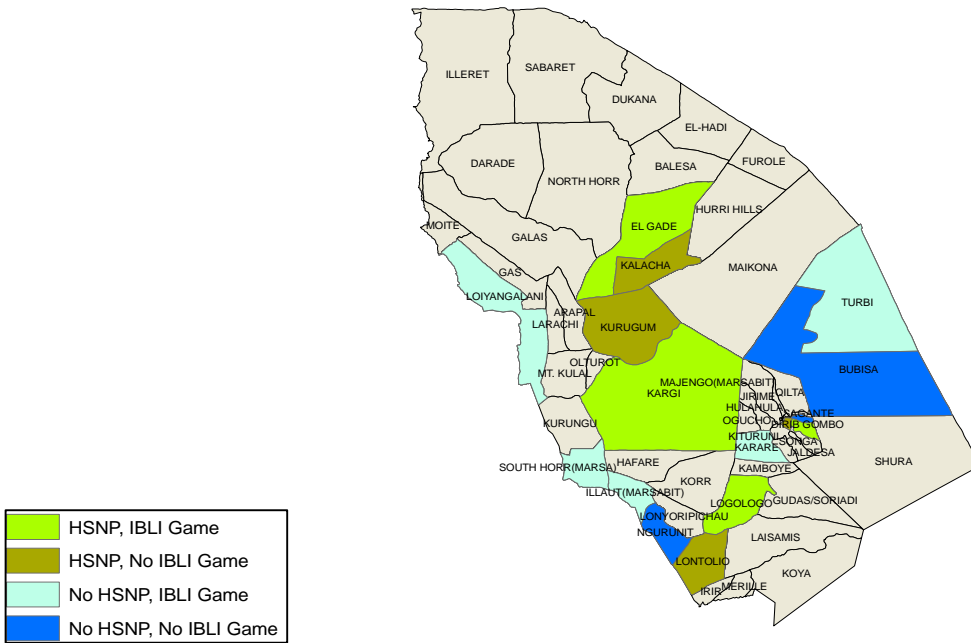 SABARET
ILLERET
DUKANA
EL-HADI
FUROLE
DARADE
BALESA
NORTH HORR
HURRI HILLS
MOITE
EL GADE
GALAS
KALACHA
MAIKONA
GAS
LOIYANGALANI
TURBI
ARAPAL
LARACHI
KURUGUM
OLTUROT
MT. KULAL
BUBISA
MAJENGO(MARSABIT)
KARGI
QILTA
JIRIME
HULAHULA
SAGANTE
OGUCHO
DIRIB GOMBO
KURUNGU
KITURUNI
SONGA
KARARE
JALDESA
SHURA
HAFARE
SOUTH HORR(MARSA)
KAMBOYE
KORR
ILLAUT(MARSABIT)
LOGOLOGO
GUDAS/SORIADI
LONYORIPICHAU
NGURUNIT
LAISAMIS
LONTOLIO
KOYA
MERILLE
IRIR
HSNP, IBLI Game
HSNP, No IBLI Game
No HSNP, IBLI Game
No HSNP, No IBLI Game